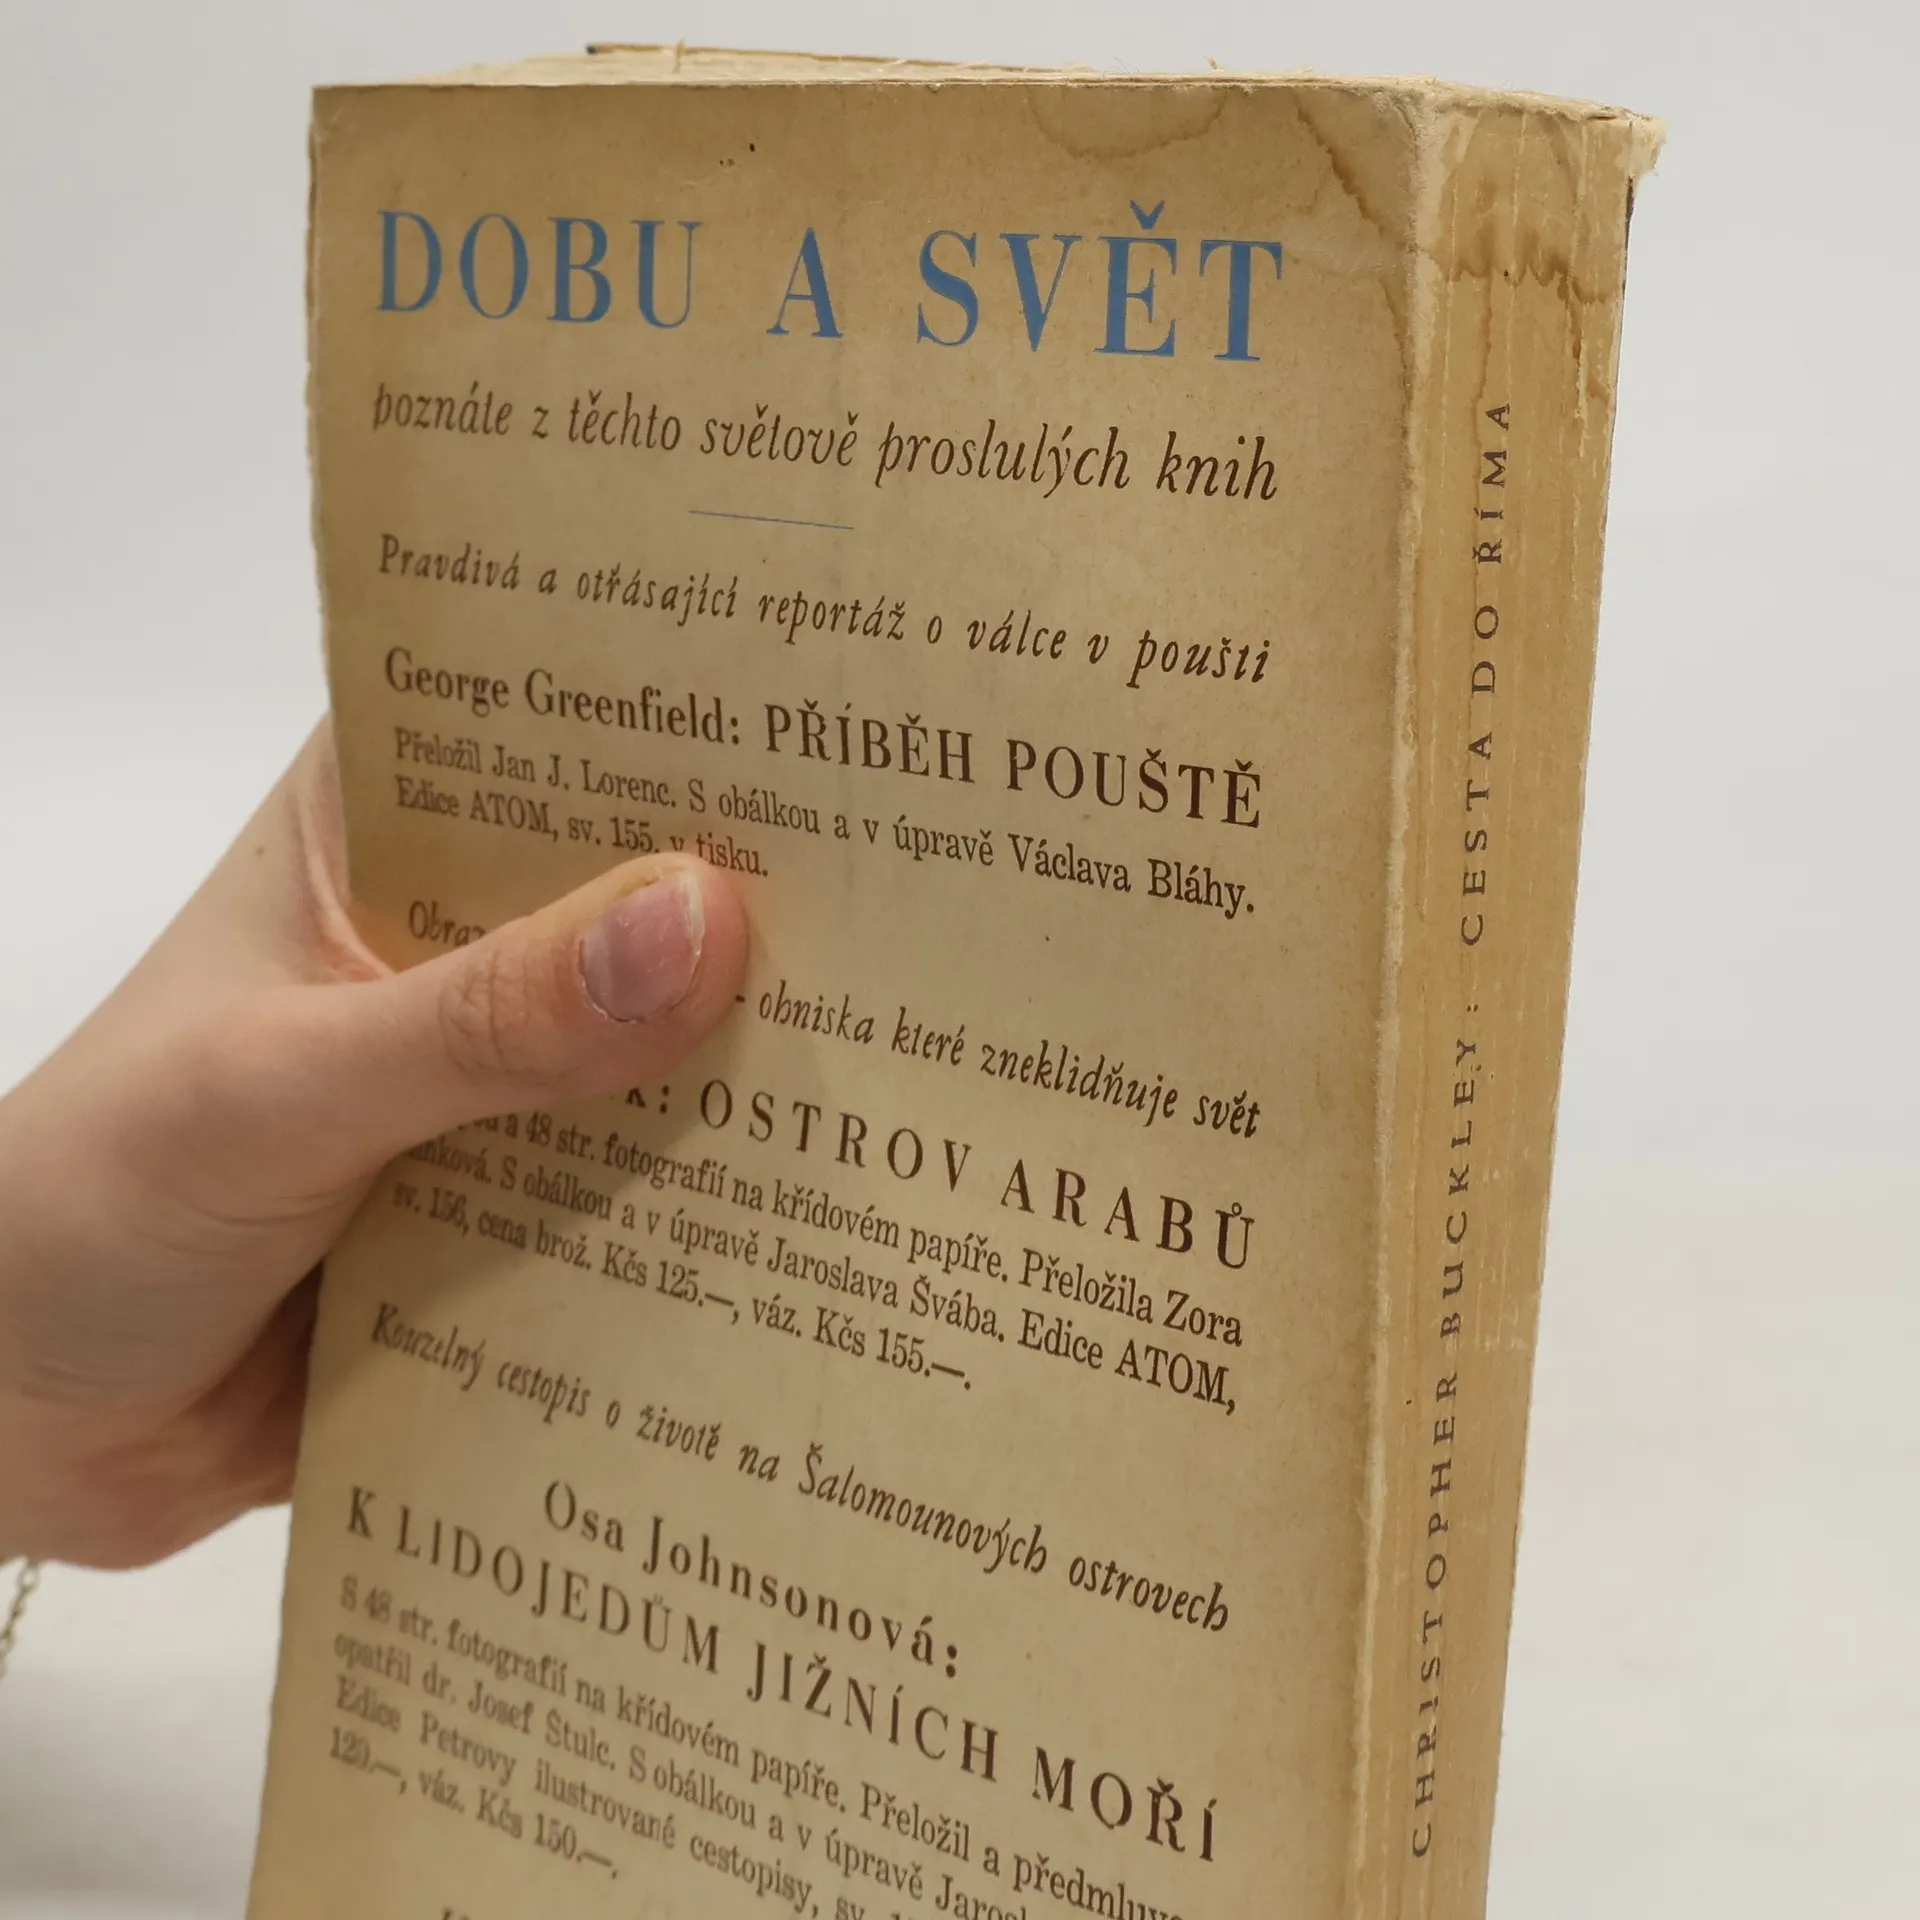 DOBU A SVĚT
poznáte z těchto světově proslulých knih
Pravdivá a otřásající reportáž o válce v poušti
George Greenfield: PŘÍBĚH POUŠTĚ
Přeložil Jan J. Lorenc. S obálkou a v úpravě Václava Bláhy.
Edice ATOM, sv. 155. v tisku.
- ohniska které zneklidňuje svět
OSTROV ARABŮ
a 48 str. fotografií na křídovém papíře. Přeložila Zora
S obálkou a v úpravě Jaroslava Švába. Edice ATOM,
sv. 156, cena brož. Kčs 125.—, váz. Kčs 155.—.
Kouzelný cestopis o životě na Šalomounových ostrovech
Osa Johnsonová:
K LIDOJEDŮM JIŽNÍCH MOŘÍ
S 48 str. fotografií na křídovém papíře. Přeložil a
opatřil dr. Josef Štulc. S obálkou a v úpravě
Edice Petrovy ilustrované cestopisy, sv.
120.—, váz. Kčs 150.—.
CHRISTOPHER BUCKLEY: CESTA DO ŘÍMA